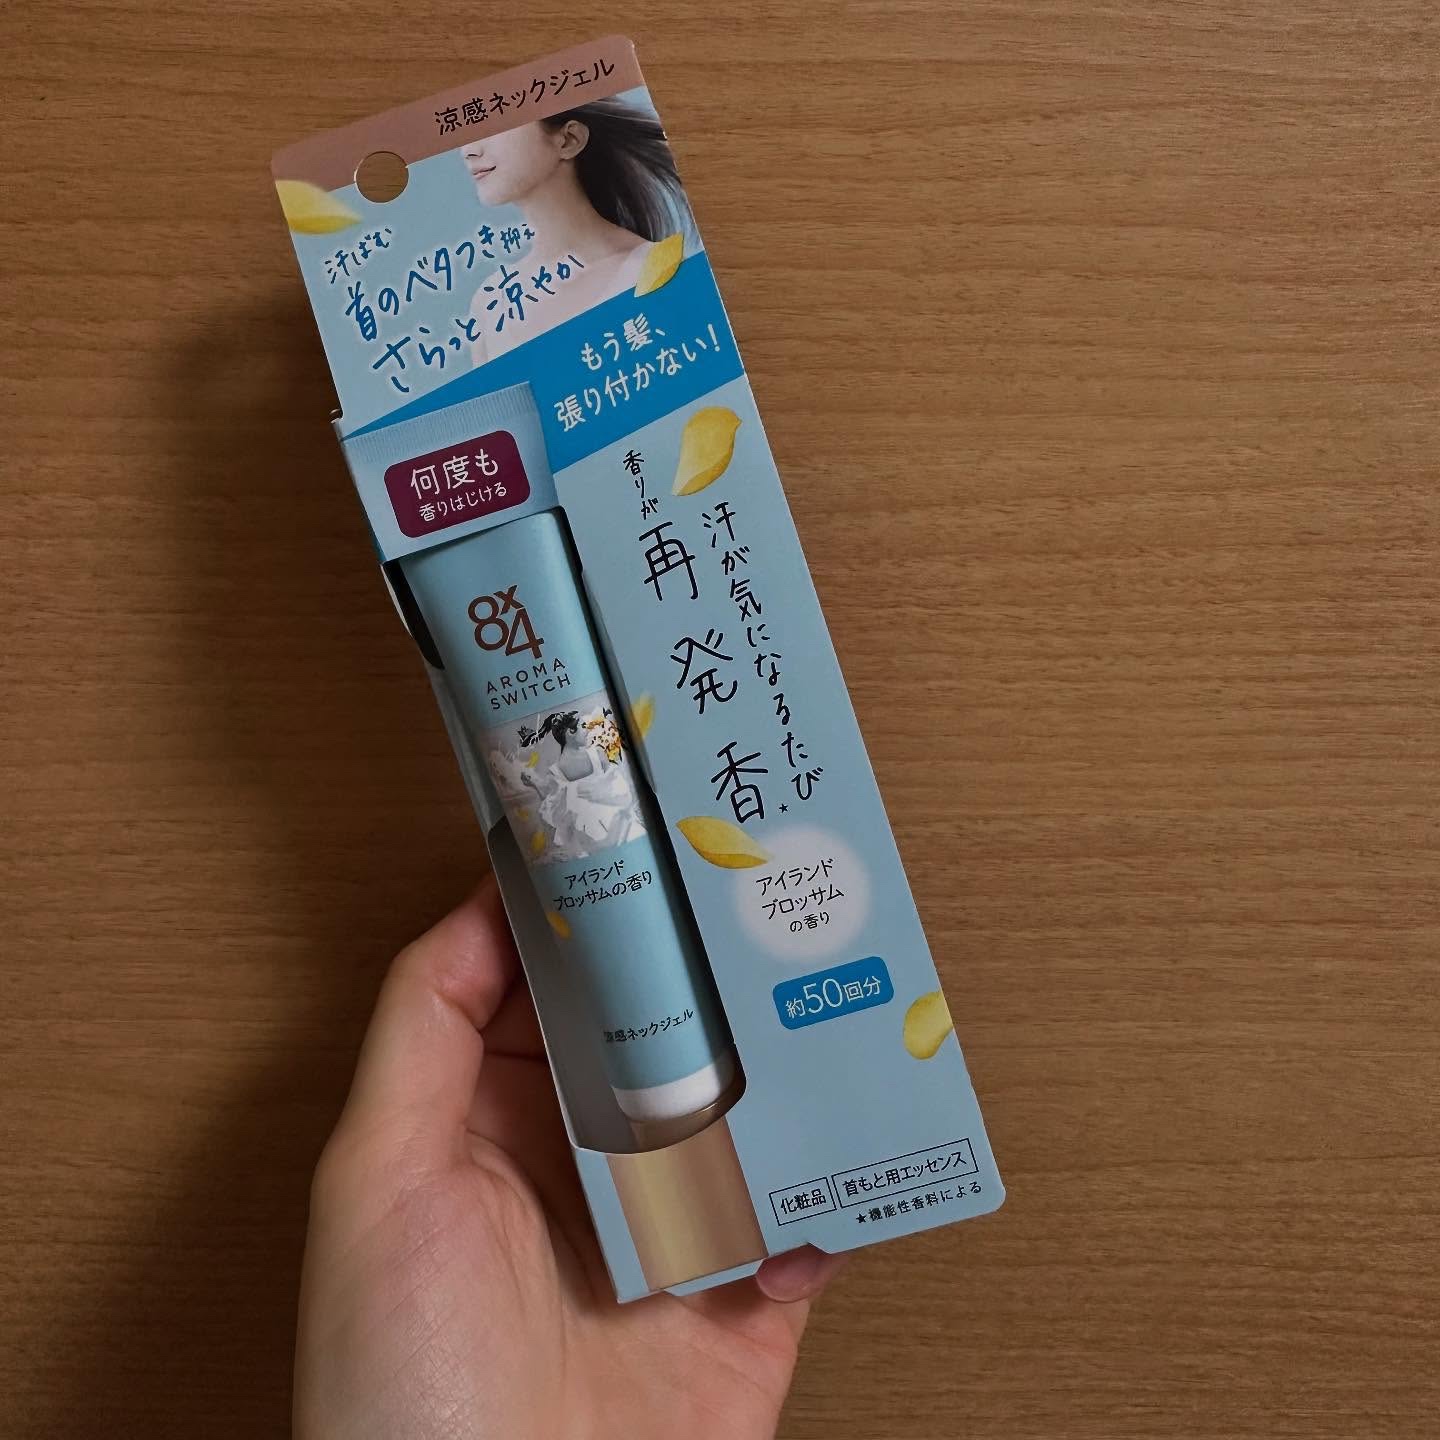 涼感ネックジェル
汗ばむ
首のベタつき抑え
さらっと涼やか
もう髪、
張り付かない!
何度も
香りはじける
汗が気になるたび
香りが
再発香★
8x4
AROMA
SWITCH
アイランド
ブロッサムの香り
涼感ネックジェル
アイランド
ブロッサム
の香り
約50回分
化粧品
首もと用エッセンス
★機能性香料による